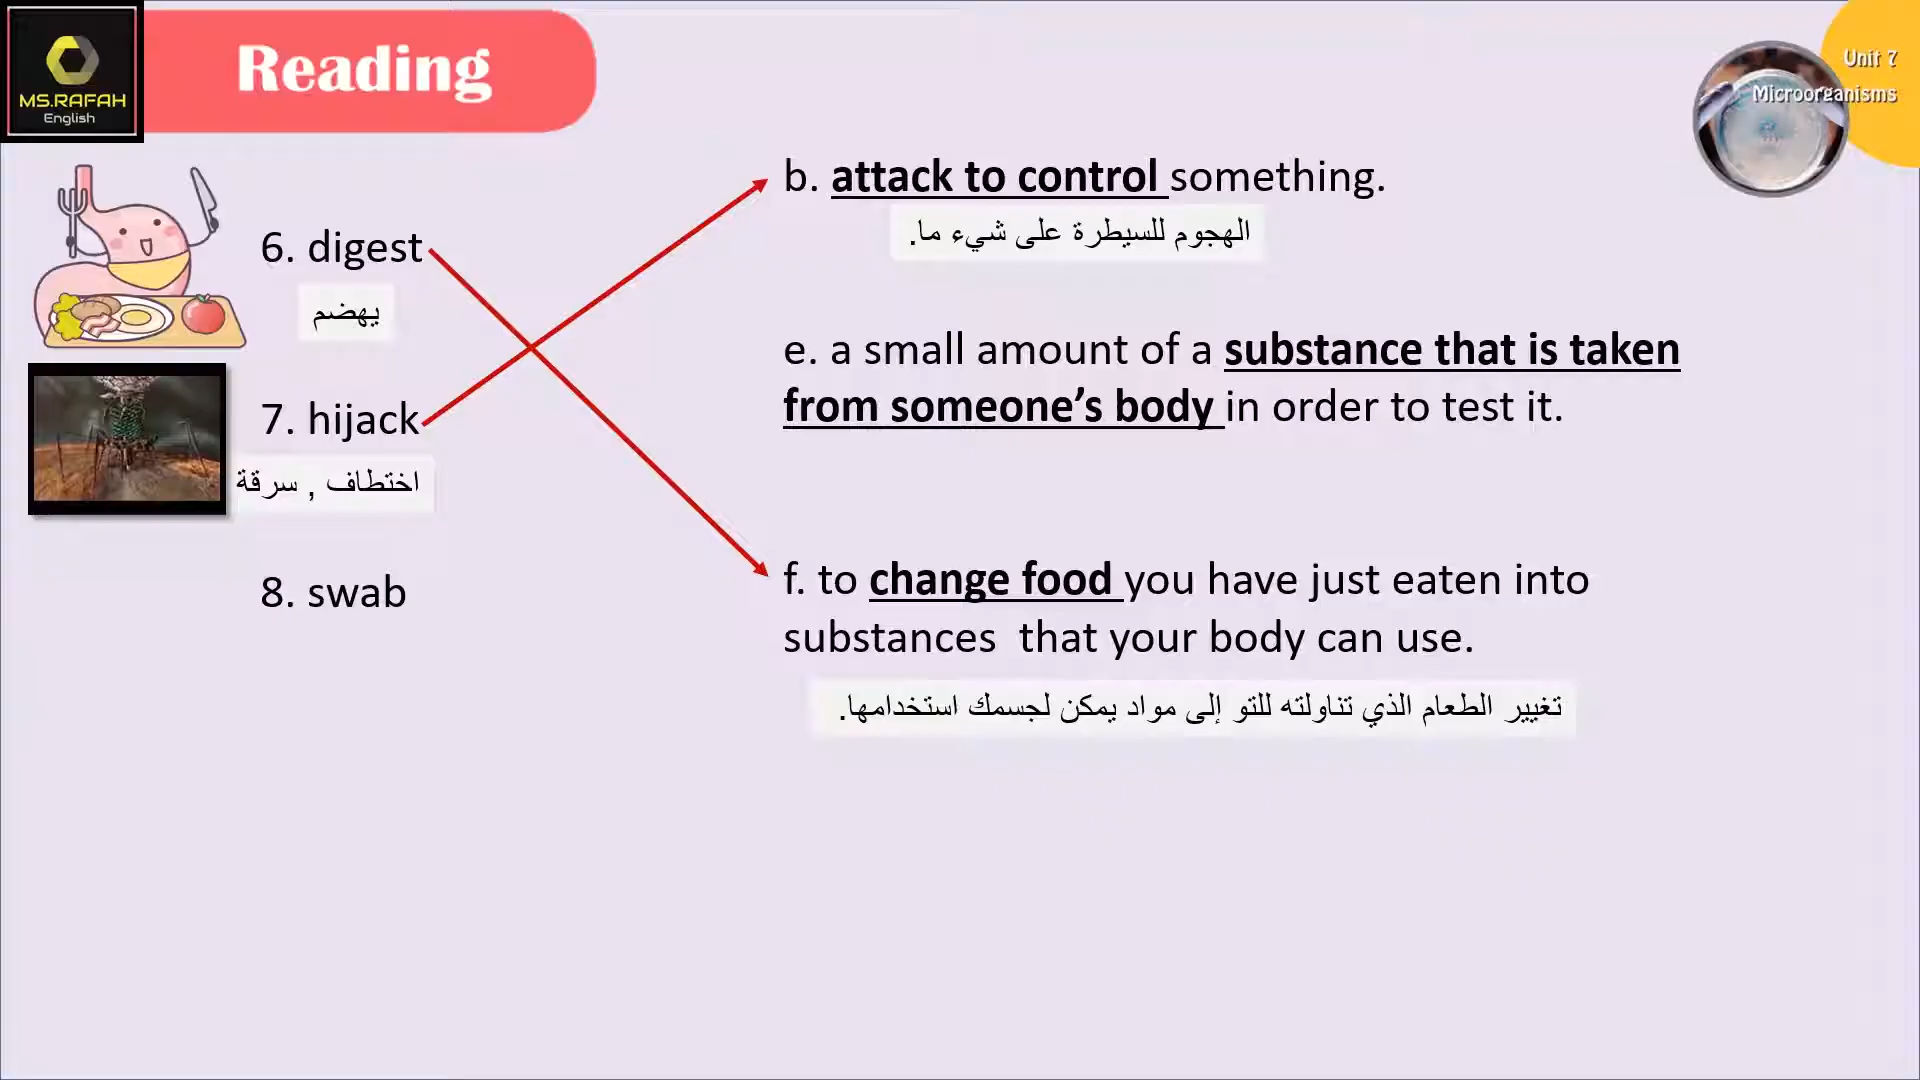 MS.RAFAH
English
Reading
Unit 7
Microorganisms
6. digest
يهضم
7. hijack
اختطاف , سرقة
8. swab
b. attack to control something.
الهجوم للسيطرة على شيء ما.
e. a small amount of a substance that is taken
from someone’s body in order to test it.
f. to change food you have just eaten into
substances  that your body can use.
تغيير الطعام الذي تناولته للتو إلى مواد يمكن لجسمك استخدامها.